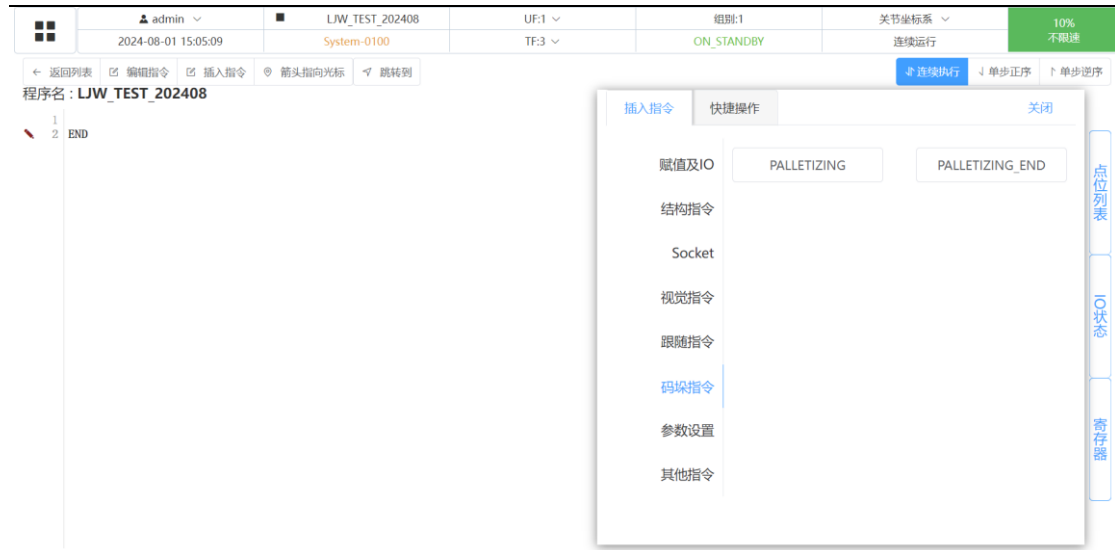 admin LJW_TEST_202408 UF:1 组别:1 关节坐标系 10%
2024-08-01 15:05:09 System-0100 TF:3 ON_STANDBY 连续运行 不限速
返回列表 编辑指令 插入指令 箭头指向光标 跳转到 连续执行 单步正序 单步逆序
程序名 : LJW_TEST_202408
1
2 END
插入指令 快捷操作 关闭
赋值及IO PALLETIZING PALLETIZING_END
结构指令
Socket
视觉指令
跟随指令
码垛指令
参数设置
其他指令
点位列表
IO状态
寄存器